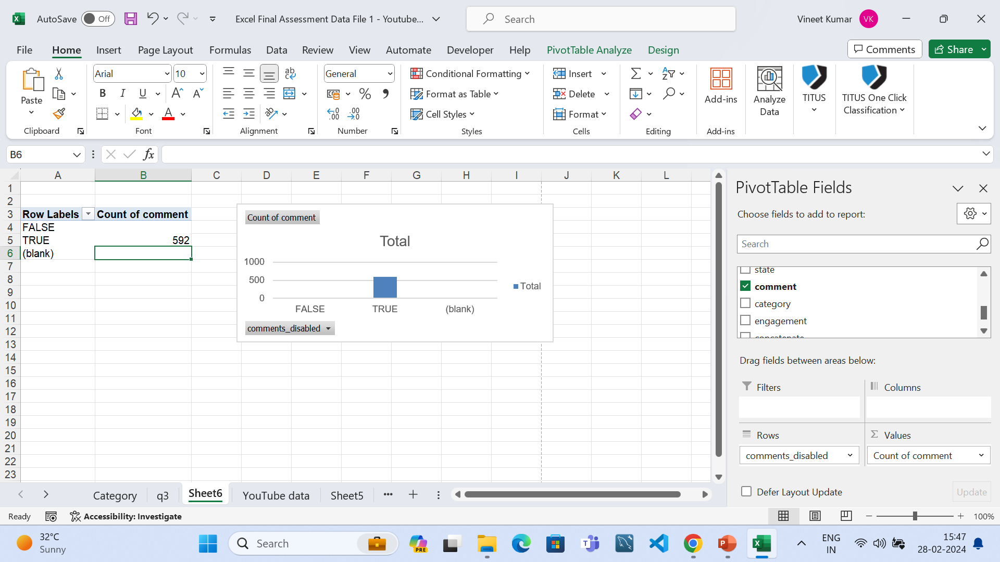 AutoSave Off Excel Final Assessment Data File 1 - Youtube... Search Vineet Kumar VK
File Home Insert Page Layout Formulas Data Review View Automate Developer Help PivotTable Analyze Design Comments Share
Paste
Clipboard
Arial 10
B I U A A
A
Font
ab
Alignment
General
% 9
Number
Conditional Formatting
Format as Table
Cell Styles
Styles
Insert
Delete
Format
Cells
Editing
Add-ins
Add-ins
Analyze
Data
TITUS
TITUS One Click
Classification
B6 fx
A B C D E F G H I J K L
1
2
3 Row Labels Count of comment
4 FALSE
5 TRUE 592
6 (blank)
7
8
9
10
11
12
13
14
15
16
17
18
19
20
21
22
23
Count of comment
Total
1000
500
0
FALSE TRUE (blank)
Total
comments_disabled
PivotTable Fields
Choose fields to add to report:
Search
state
comment
category
engagement
concatenate
Drag fields between areas below:
Filters Columns
Rows Values
comments_disabled Count of comment
Defer Layout Update Update
Category q3 Sheet6 YouTube data Sheet5 ...
Ready Accessibility: Investigate 100%
32°C
Sunny
Search
PRE
ENG
IN
15:47
28-02-2024